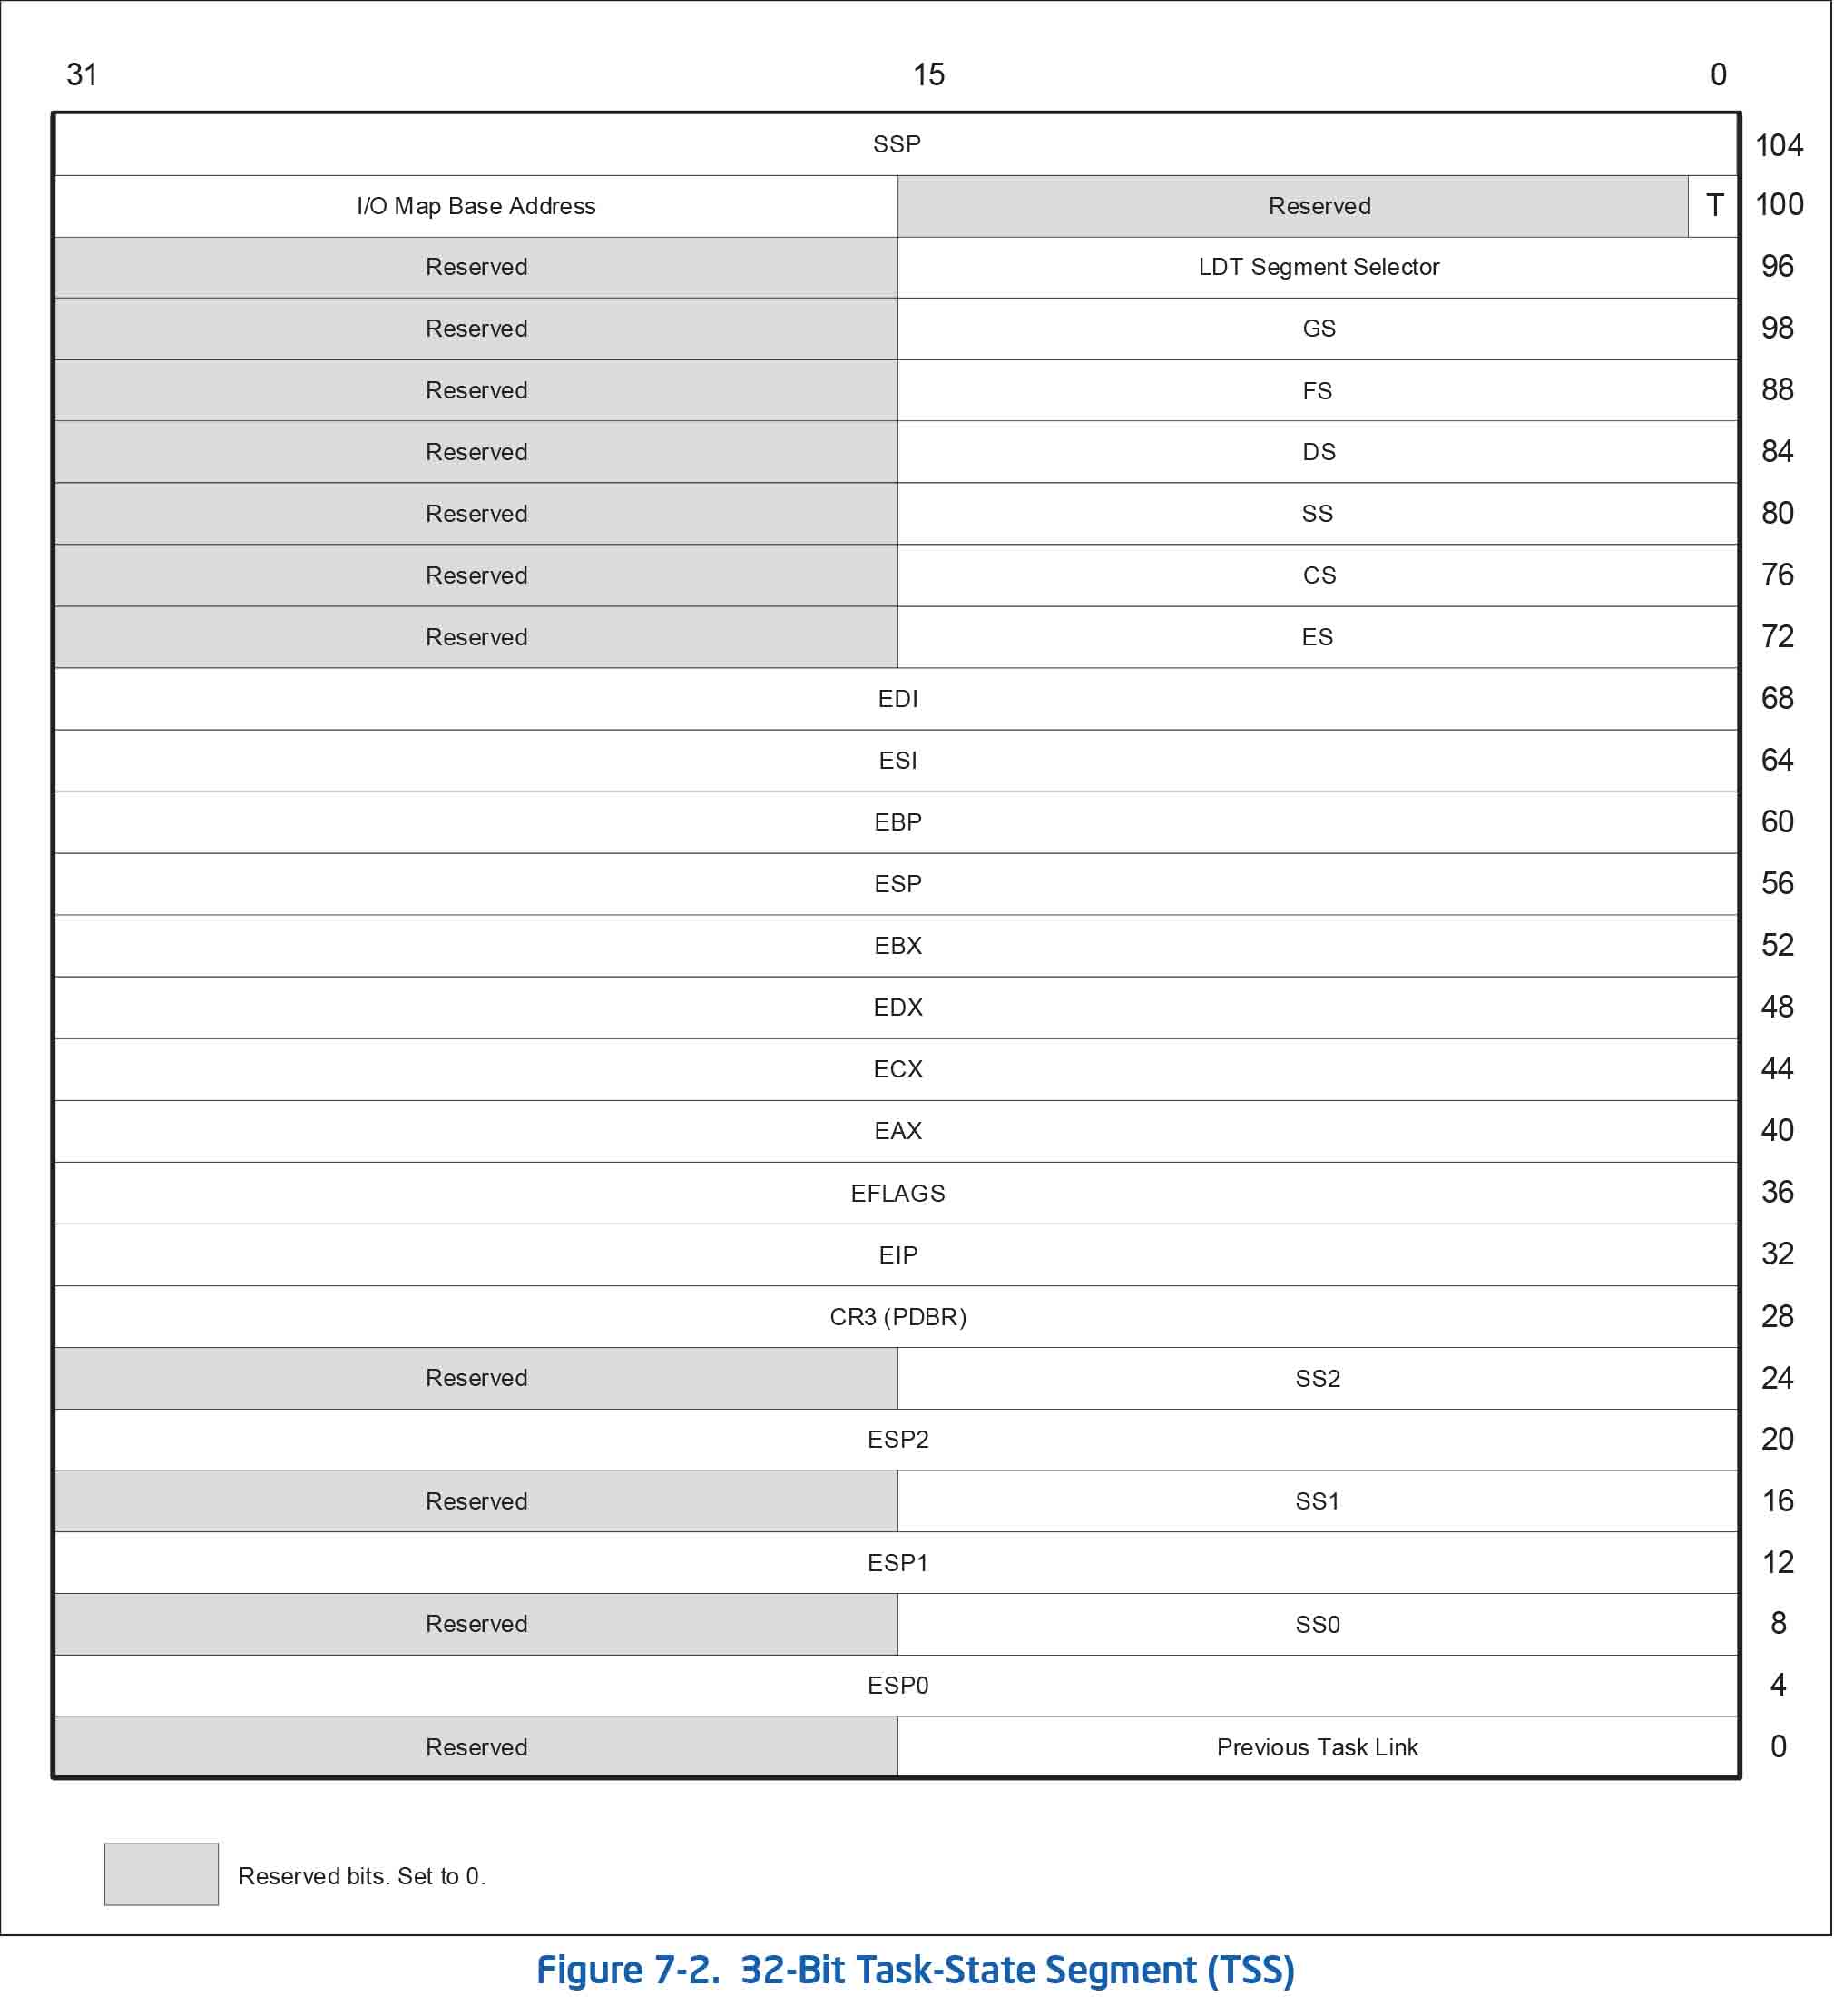 31 15 0
SSP 104
I/O Map Base Address Reserved T 100
Reserved LDT Segment Selector 96
Reserved GS 98
Reserved FS 88
Reserved DS 84
Reserved SS 80
Reserved CS 76
Reserved ES 72
EDI 68
ESI 64
EBP 60
ESP 56
EBX 52
EDX 48
ECX 44
EAX 40
EFLAGS 36
EIP 32
CR3 (PDBR) 28
Reserved SS2 24
ESP2 20
Reserved SS1 16
ESP1 12
Reserved SS0 8
ESP0 4
Reserved Previous Task Link 0
Reserved bits. Set to 0.
Figure 7-2. 32-Bit Task-State Segment (TSS)